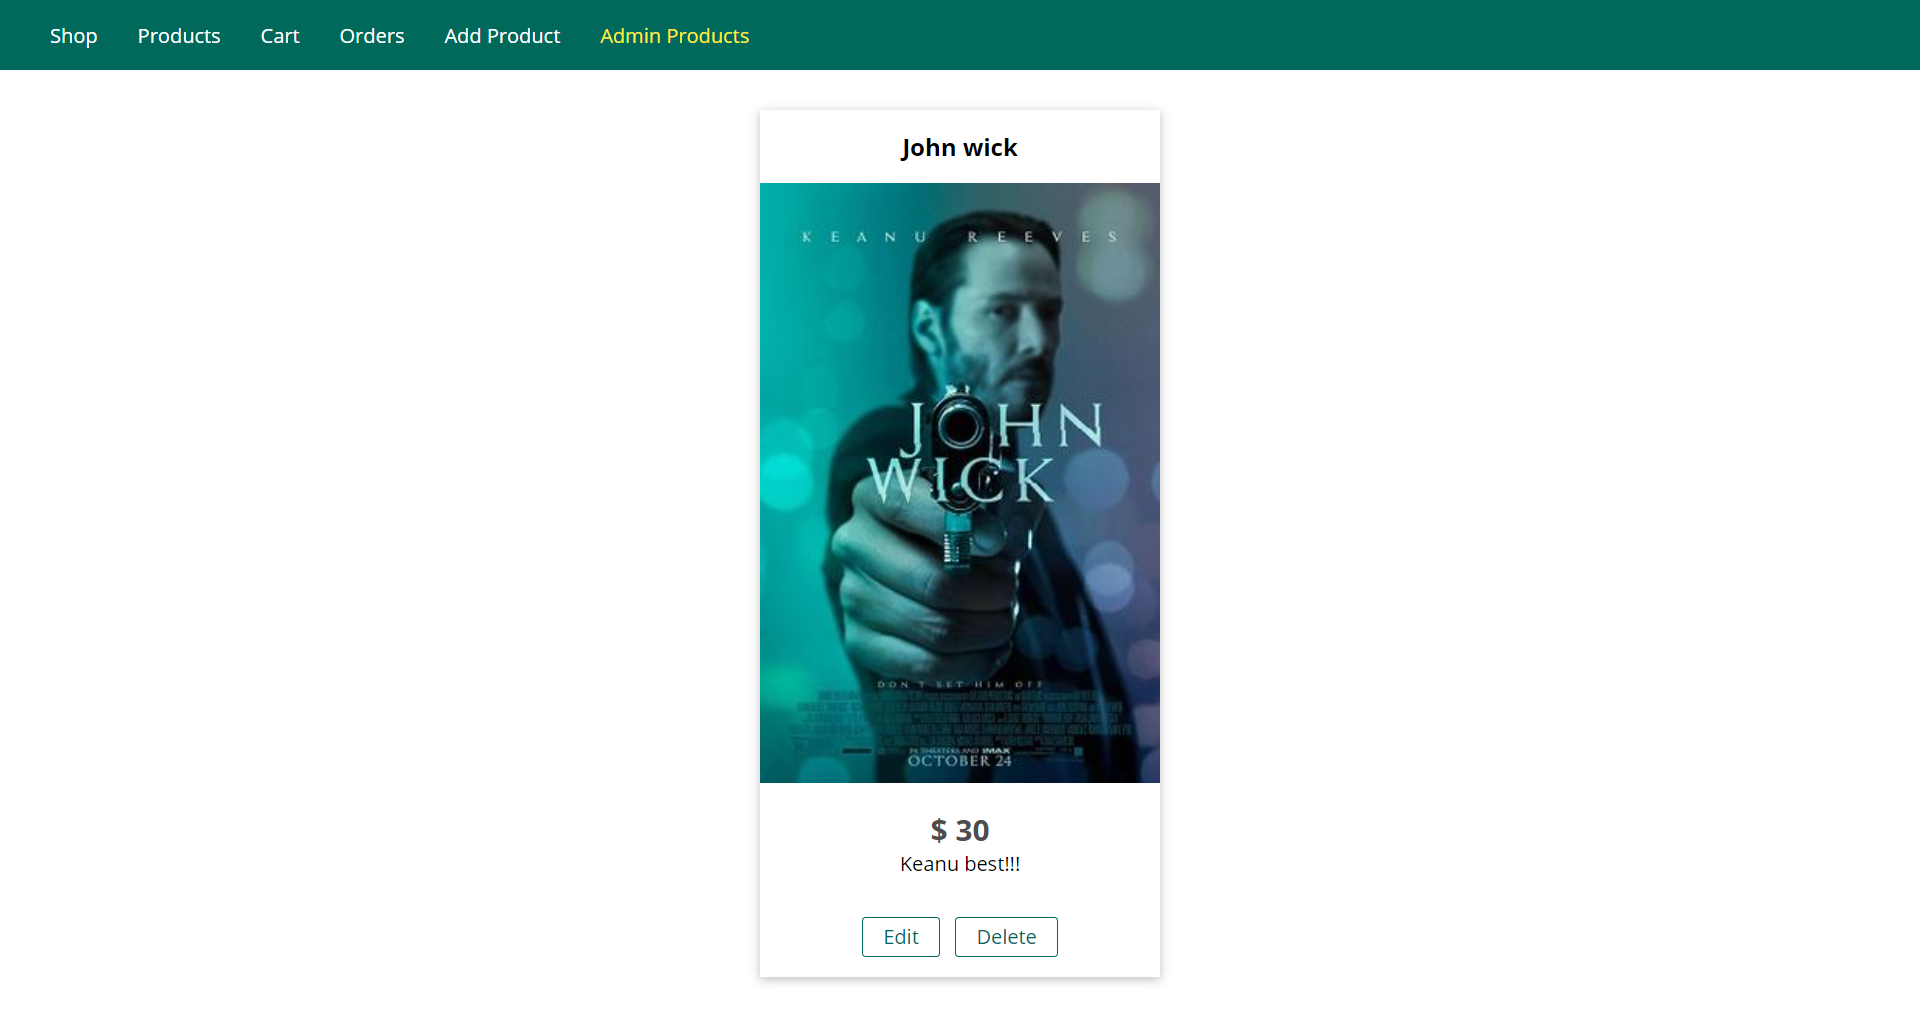 Shop Products Cart Orders Add Product Admin Products
John wick
KEANU REEVES
JOHN
WICK
DON'T SET HIM OFF
IN THEATERS AND IMAX
OCTOBER 24
$ 30
Keanu best!!!
Edit Delete